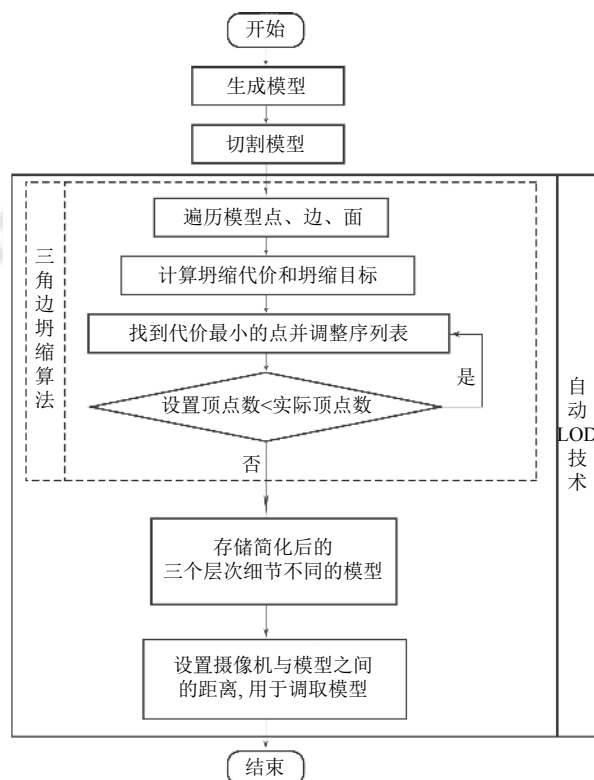 开始
生成模型
切割模型
遍历模型点、边、面
计算坍缩代价和坍缩目标
找到代价最小的点并调整序列表
是
设置顶点数<实际顶点数
否
三角边坍缩算法
存储简化后的
三个层次细节不同的模型
设置摄像机与模型之间
的距离, 用于调取模型
自动
LOD
技术
结束